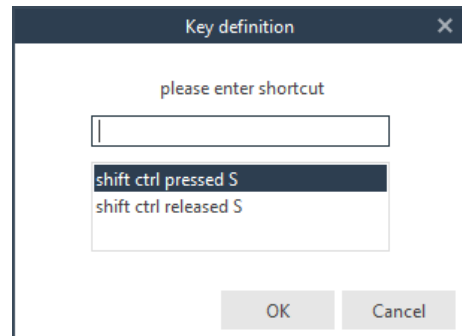 Key definition
please enter shortcut
shift ctrl pressed S
shift ctrl released S
OK Cancel